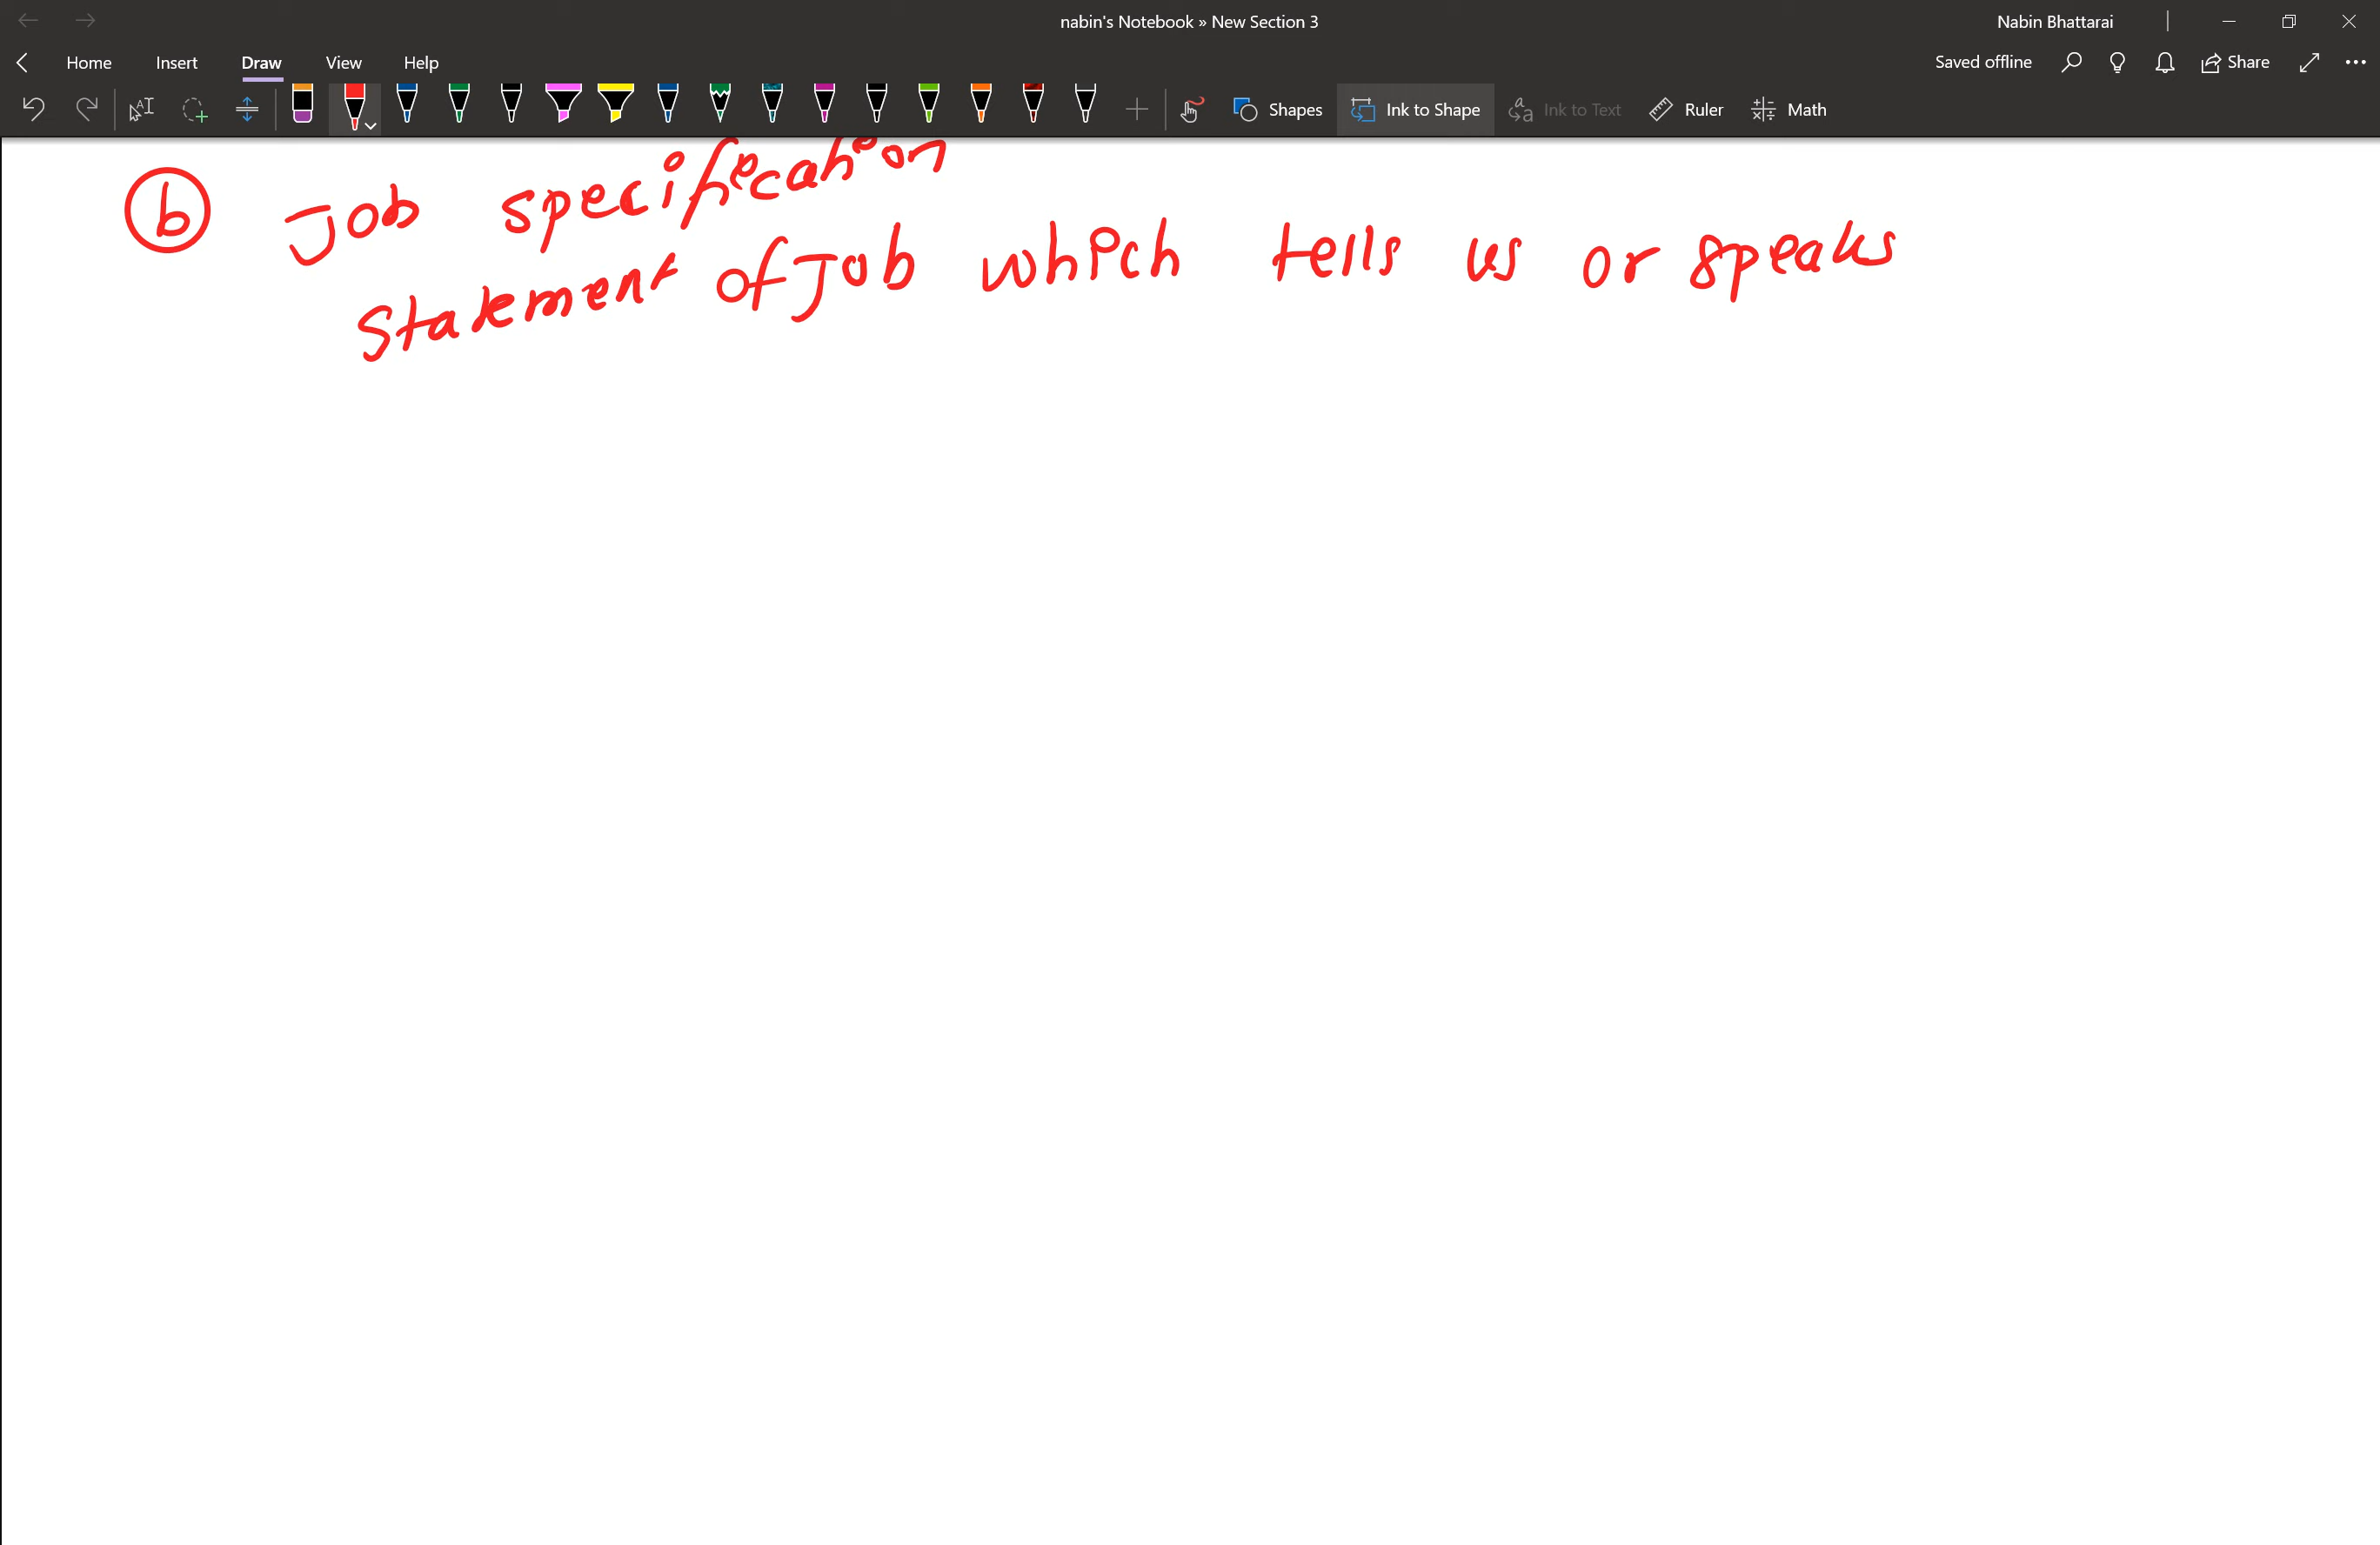 nabin's Notebook » New Section 3
Nabin Bhattarai
Home Insert Draw View Help
Saved offline
Share
Shapes
Ink to Shape
Ink to Text
Ruler
Math
b Job specification
Statement of Job which tells us or speaks